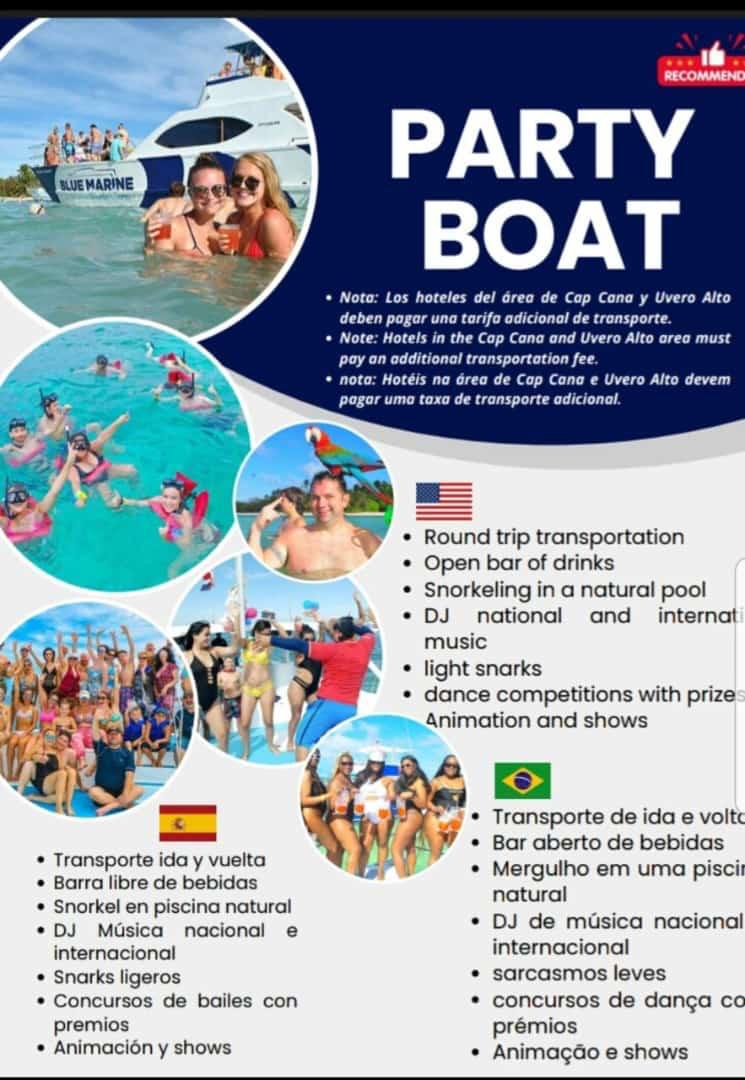 RECOMMEND
BLUE MARINE
PARTY
BOAT
• Nota: Los hoteles del área de Cap Cana y Uvero Alto
deben pagar una tarifa adicional de transporte.
• Note: Hotels in the Cap Cana and Uvero Alto area must
pay an additional transportation fee.
• nota: Hotéis na área de Cap Cana e Uvero Alto devem
pagar uma taxa de transporte adicional.
• Round trip transportation
• Open bar of drinks
• Snorkeling in a natural pool
• DJ national and internati
music
• light snarks
• dance competitions with prizes
Animation and shows
• Transporte ida y vuelta
• Barra libre de bebidas
• Snorkel en piscina natural
• DJ Música nacional e
internacional
• Snarks ligeros
• Concursos de bailes con
premios
• Animación y shows
• Transporte de ida e volta
• Bar aberto de bebidas
• Mergulho em uma piscin
natural
• DJ de música nacional
internacional
• sarcasmos leves
• concursos de dança co
prémios
• Animação e shows